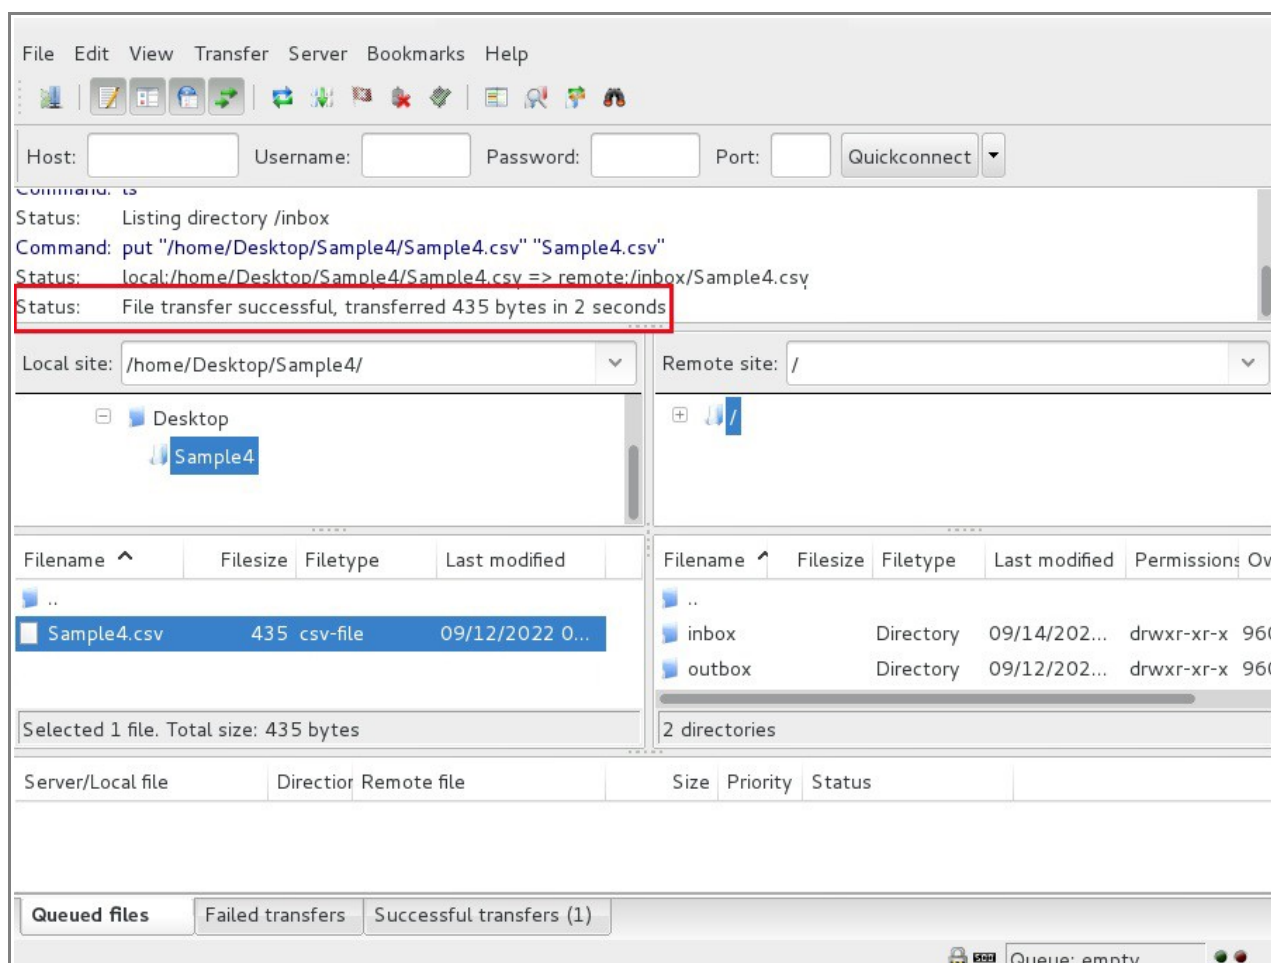 File Edit View Transfer Server Bookmarks Help
Host: Username: Password: Port: Quickconnect
Command: ls
Status: Listing directory /inbox
Command: put "/home/Desktop/Sample4/Sample4.csv" "Sample4.csv"
Status: local:/home/Desktop/Sample4/Sample4.csv => remote:/inbox/Sample4.csv
Status: File transfer successful, transferred 435 bytes in 2 seconds
Local site: /home/Desktop/Sample4/ Remote site: /
Desktop /
Sample4
Filename Filesize Filetype Last modified Filename Filesize Filetype Last modified Permissions Ow
.. ..
Sample4.csv 435 csv-file 09/12/2022 0... inbox Directory 09/14/202... drwxr-xr-x 960
outbox Directory 09/12/202... drwxr-xr-x 960
Selected 1 file. Total size: 435 bytes 2 directories
Server/Local file Direction Remote file Size Priority Status
Queued files Failed transfers Successful transfers (1)
Queue: empty